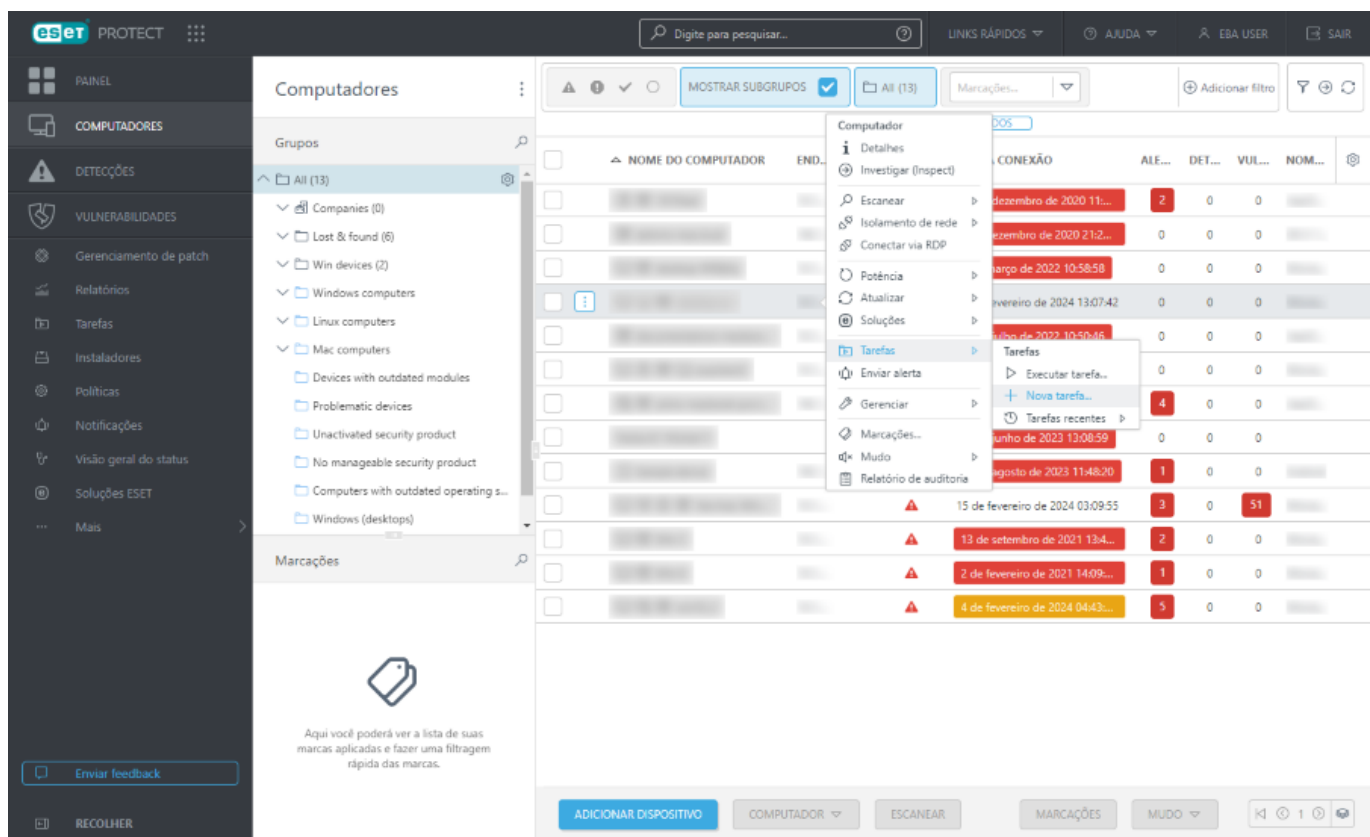 eset PROTECT
Digite para pesquisar...
LINKS RÁPIDOS
AJUDA
EBA USER
SAIR
PAINEL
COMPUTADORES
DETECÇÕES
VULNERABILIDADES
Gerenciamento de patch
Relatórios
Tarefas
Instaladores
Políticas
Notificações
Visão geral do status
Soluções ESET
Mais
Enviar feedback
RECOLHER
Computadores
Grupos
All (13)
Companies (0)
Lost & found (6)
Win devices (2)
Windows computers
Linux computers
Mac computers
Devices with outdated modules
Problematic devices
Unactivated security product
No manageable security product
Computers with outdated operating s...
Windows (desktops)
Marcações
Aqui você poderá ver a lista de suas
marcas aplicadas e fazer uma filtragem
rápida das marcas.
MOSTRAR SUBGRUPOS
All (13)
Marcações...
Adicionar filtro
DOS
NOME DO COMPUTADOR END... CONEXÃO ALE... DET... VUL... NOM...
dezembro de 2020 11:... 2 0 0
ezembro de 2020 21:2... 0 0 0
arço de 2022 10:58:58 0 0 0
evereiro de 2024 13:07:42 0 0 0
julho de 2022 10:50:46 0 0 0
0 0 0
4 0 0
junho de 2023 13:08:59 0 0 0
agosto de 2023 11:48:20 1 0 0
15 de fevereiro de 2024 03:09:55 3 0 51
13 de setembro de 2021 13:4... 2 0 0
2 de fevereiro de 2021 14:09:... 1 0 0
4 de fevereiro de 2024 04:43:... 5 0 0
Computador
Detalhes
Investigar (Inspect)
Escanear
Isolamento de rede
Conectar via RDP
Potência
Atualizar
Soluções
Tarefas
Enviar alerta
Gerenciar
Marcações...
Mudo
Relatório de auditoria
Tarefas
Executar tarefa...
Nova tarefa...
Tarefas recentes
ADICIONAR DISPOSITIVO
COMPUTADOR
ESCANEAR
MARCAÇÕES
MUDO
1